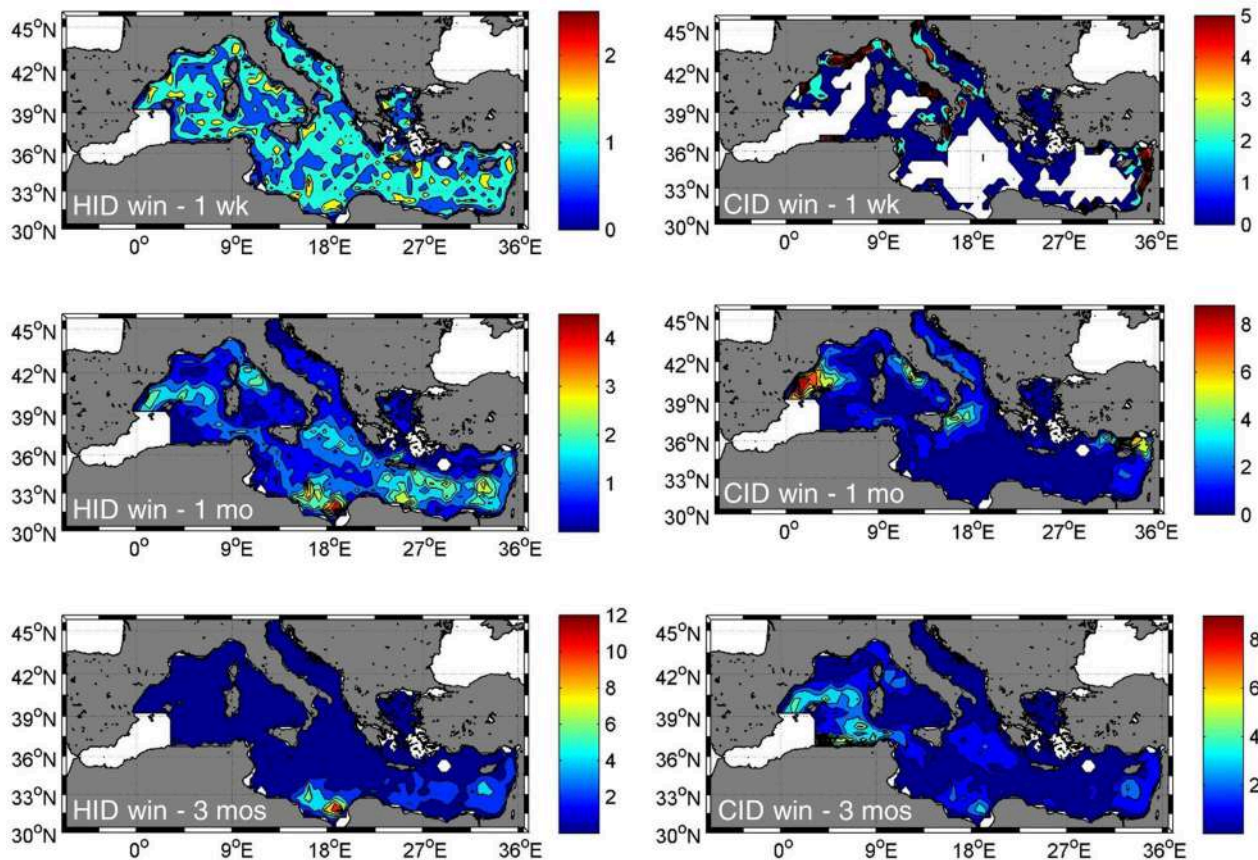 45°N
42°N
39°N
36°N
33°N
30°N
HID win - 1 wk
0°
9°E
18°E
27°E
36°E
2
1
0
45°N
42°N
39°N
36°N
33°N
30°N
CID win - 1 wk
0°
9°E
18°E
27°E
36°E
5
4
3
2
1
0
45°N
42°N
39°N
36°N
33°N
30°N
HID win - 1 mo
0°
9°E
18°E
27°E
36°E
4
3
2
1
45°N
42°N
39°N
36°N
33°N
30°N
CID win - 1 mo
0°
9°E
18°E
27°E
36°E
8
6
4
2
0
45°N
42°N
39°N
36°N
33°N
30°N
HID win - 3 mos
0°
9°E
18°E
27°E
36°E
12
10
8
6
4
2
45°N
42°N
39°N
36°N
33°N
30°N
CID win - 3 mos
0°
9°E
18°E
27°E
36°E
8
6
4
2
0